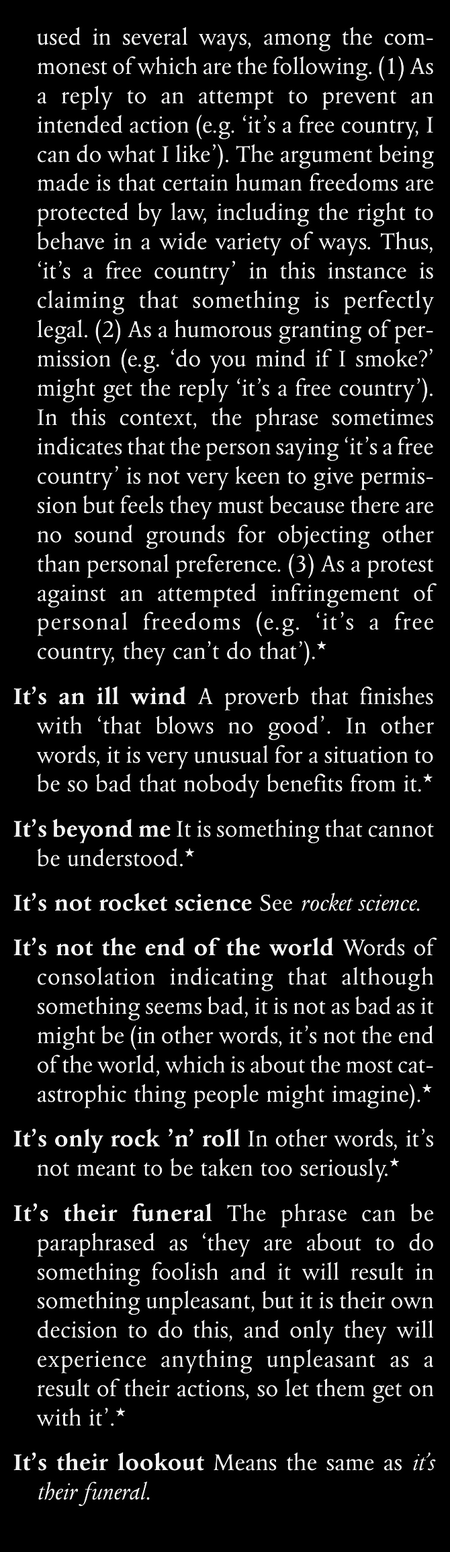 used in several ways, among the com-
monest of which are the following. (1) As
a reply to an attempt to prevent an
intended action (e.g. ‘it’s a free country, I
can do what I like’). The argument being
made is that certain human freedoms are
protected by law, including the right to
behave in a wide variety of ways. Thus,
‘it’s a free country’ in this instance is
claiming that something is perfectly
legal. (2) As a humorous granting of per-
mission (e.g. ‘do you mind if I smoke?’
might get the reply ‘it’s a free country’).
In this context, the phrase sometimes
indicates that the person saying ‘it’s a free
country’ is not very keen to give permis-
sion but feels they must because there are
no sound grounds for objecting other
than personal preference. (3) As a protest
against an attempted infringement of
personal freedoms (e.g. ‘it’s a free
country, they can’t do that’).★
It’s an ill wind A proverb that finishes
with ‘that blows no good’. In other
words, it is very unusual for a situation to
be so bad that nobody benefits from it.★
It’s beyond me It is something that cannot
be understood.★
It’s not rocket science See rocket science.
It’s not the end of the world Words of
consolation indicating that although
something seems bad, it is not as bad as it
might be (in other words, it’s not the end
of the world, which is about the most cat-
astrophic thing people might imagine).★
It’s only rock ’n’ roll In other words, it’s
not meant to be taken too seriously.★
It’s their funeral The phrase can be
paraphrased as ‘they are about to do
something foolish and it will result in
something unpleasant, but it is their own
decision to do this, and only they will
experience anything unpleasant as a
result of their actions, so let them get on
with it’.★
It’s their lookout Means the same as it’s
their funeral.